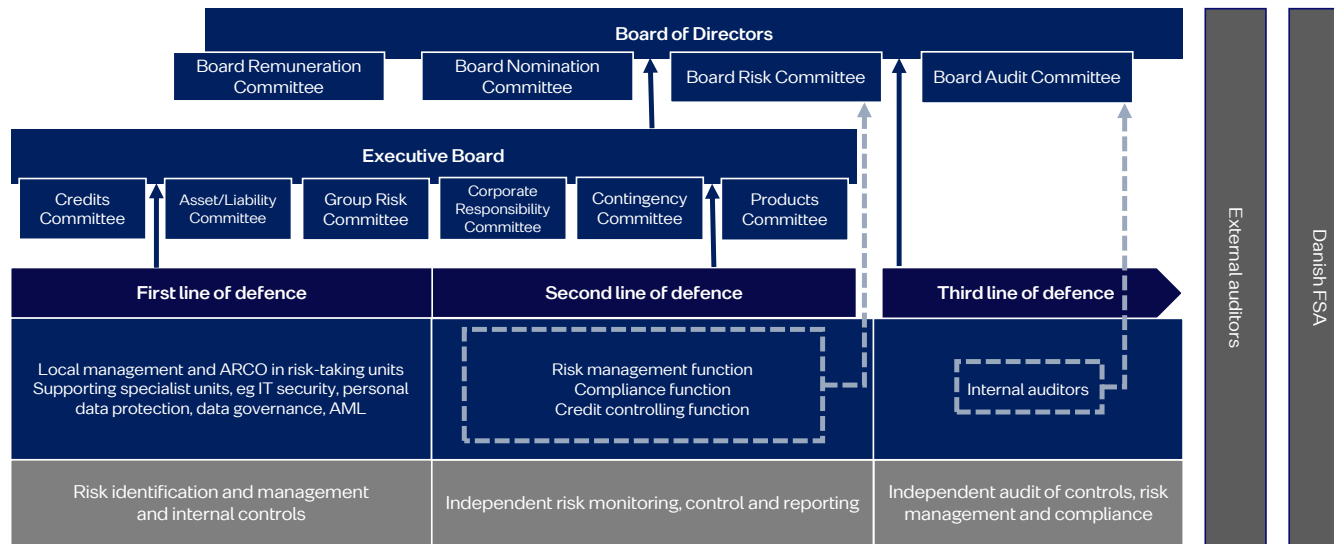 Board of Directors
Board Remuneration
Committee
Board Nomination
Committee
Board Risk Committee
Board Audit Committee
Executive Board
Credits
Committee
Asset/Liability
Committee
Group Risk
Committee
Corporate
Responsibility
Committee
Contingency
Committee
Products
Committee
First line of defence
Second line of defence
Third line of defence
Local management and ARCO in risk-taking units
Supporting specialist units, eg IT security, personal
data protection, data governance, AML
Risk management function
Compliance function
Credit controlling function
Internal auditors
Risk identification and management
and internal controls
Independent risk monitoring, control and reporting
Independent audit of controls, risk
management and compliance
External auditors
Danish FSA